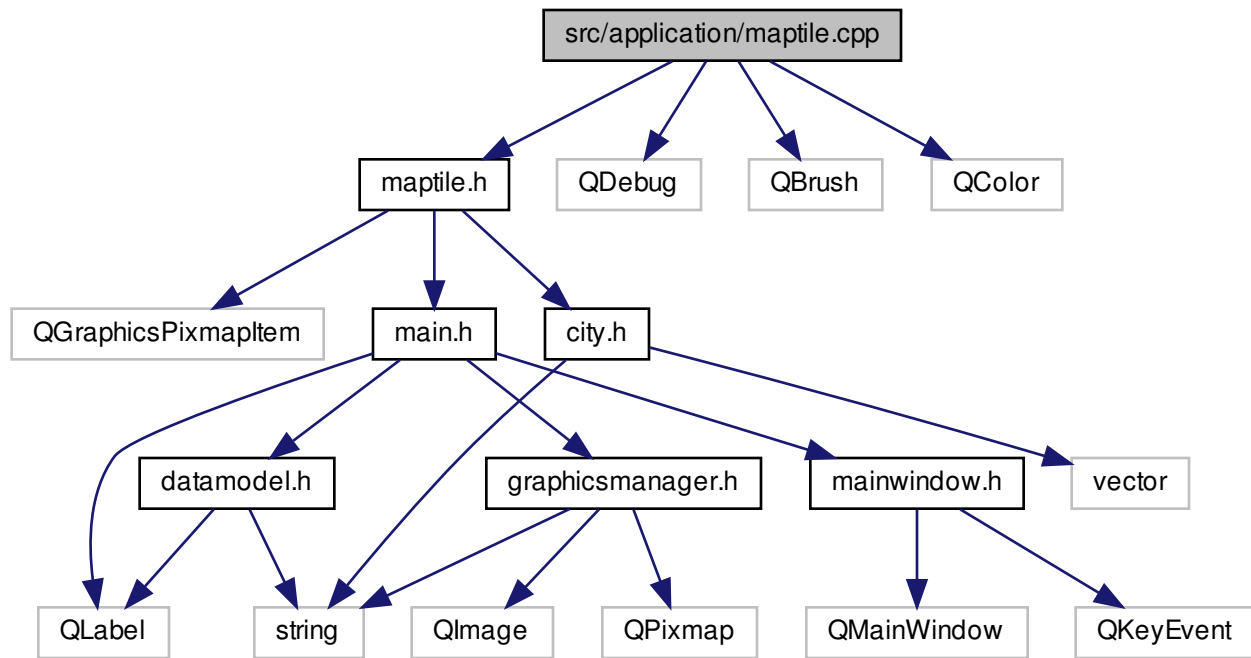 src/application/maptile.cpp
maptile.h
QDebug
QBrush
QColor
QGraphicsPixmapItem
main.h
city.h
datamodel.h
graphicsmanager.h
mainwindow.h
vector
QLabel
string
QImage
QPixmap
QMainWindow
QKeyEvent